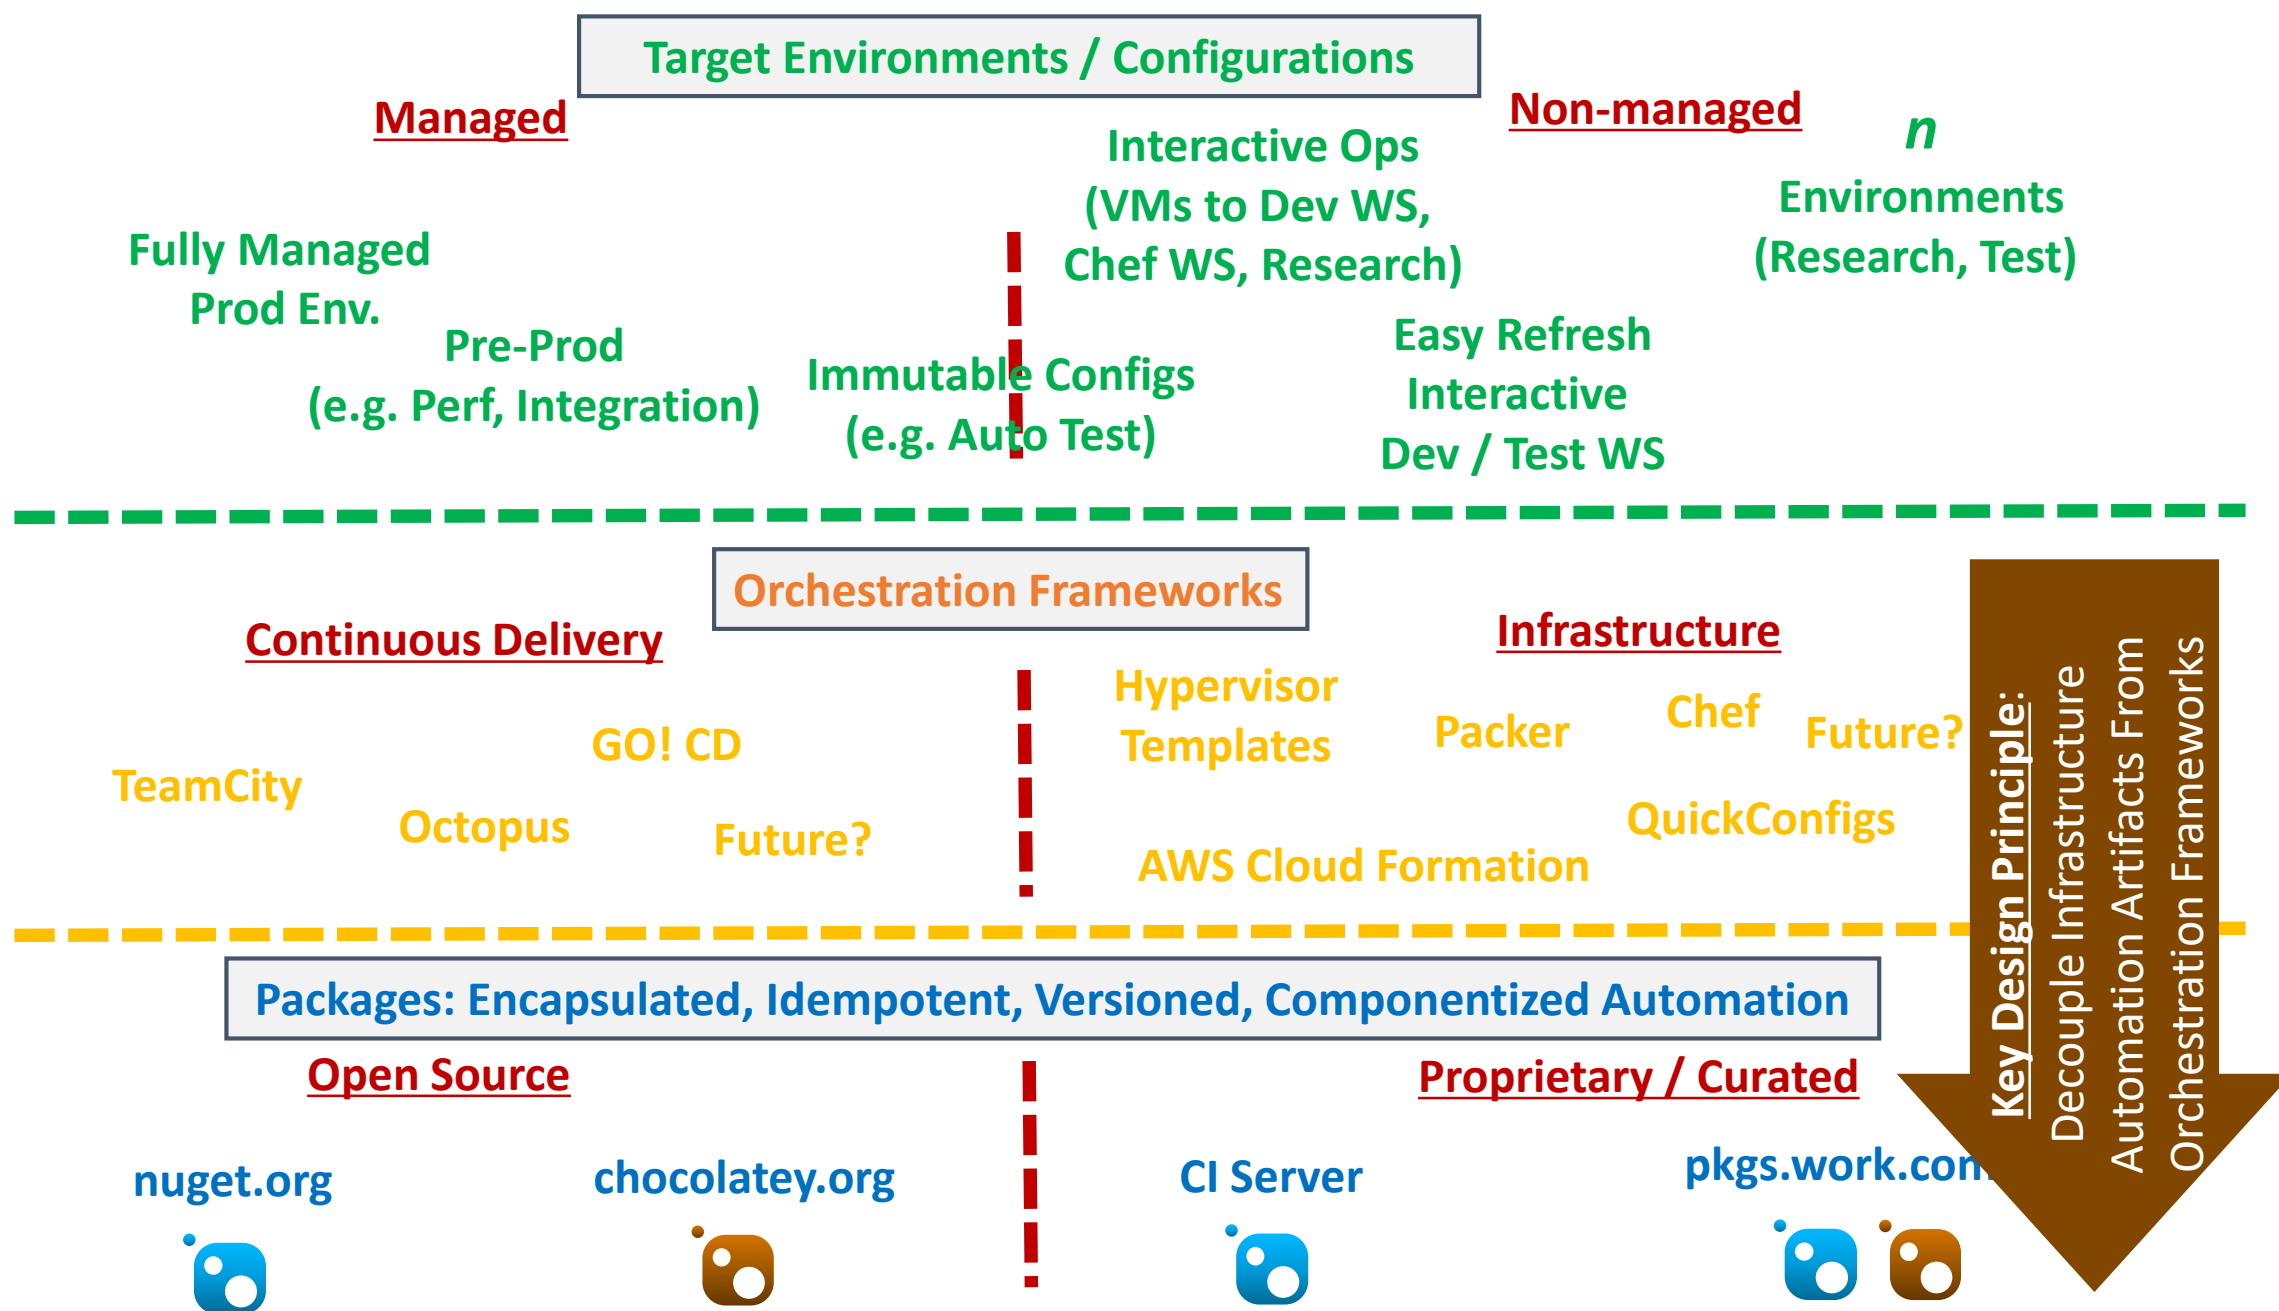 Target Environments / Configurations
Managed
Non-managed
Fully Managed
Prod Env.
Pre-Prod
(e.g. Perf, Integration)
Immutable Configs
(e.g. Auto Test)
Interactive Ops
(VMs to Dev WS,
Chef WS, Research)
Easy Refresh
Interactive
Dev / Test WS
n
Environments
(Research, Test)
Orchestration Frameworks
Continuous Delivery
Infrastructure
TeamCity
Octopus
GO! CD
Future?
Hypervisor
Templates
Packer
Chef
Future?
QuickConfigs
AWS Cloud Formation
Key Design Principle:
Decouple Infrastructure
Automation Artifacts From
Orchestration Frameworks
Packages: Encapsulated, Idempotent, Versioned, Componentized Automation
Open Source
Proprietary / Curated
nuget.org
chocolatey.org
CI Server
pkgs.work.com